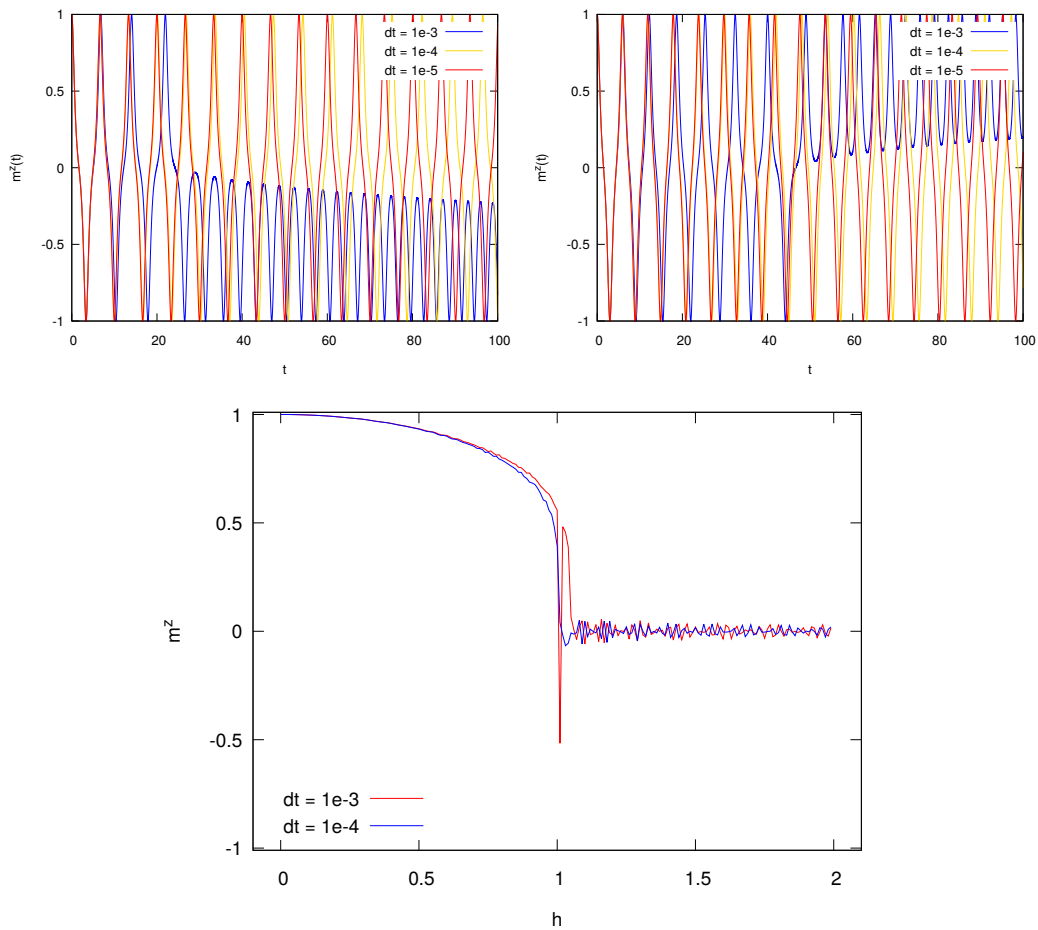 dt = 1e-3
dt = 1e-4
dt = 1e-5
1
0.5
0
-0.5
-1
m^z(t)
0 20 40 60 80 100
t
dt = 1e-3
dt = 1e-4
dt = 1e-5
1
0.5
0
-0.5
-1
m^z(t)
0 20 40 60 80 100
t
1
0.5
0
-0.5
-1
m^z
dt = 1e-3
dt = 1e-4
0 0.5 1 1.5 2
h